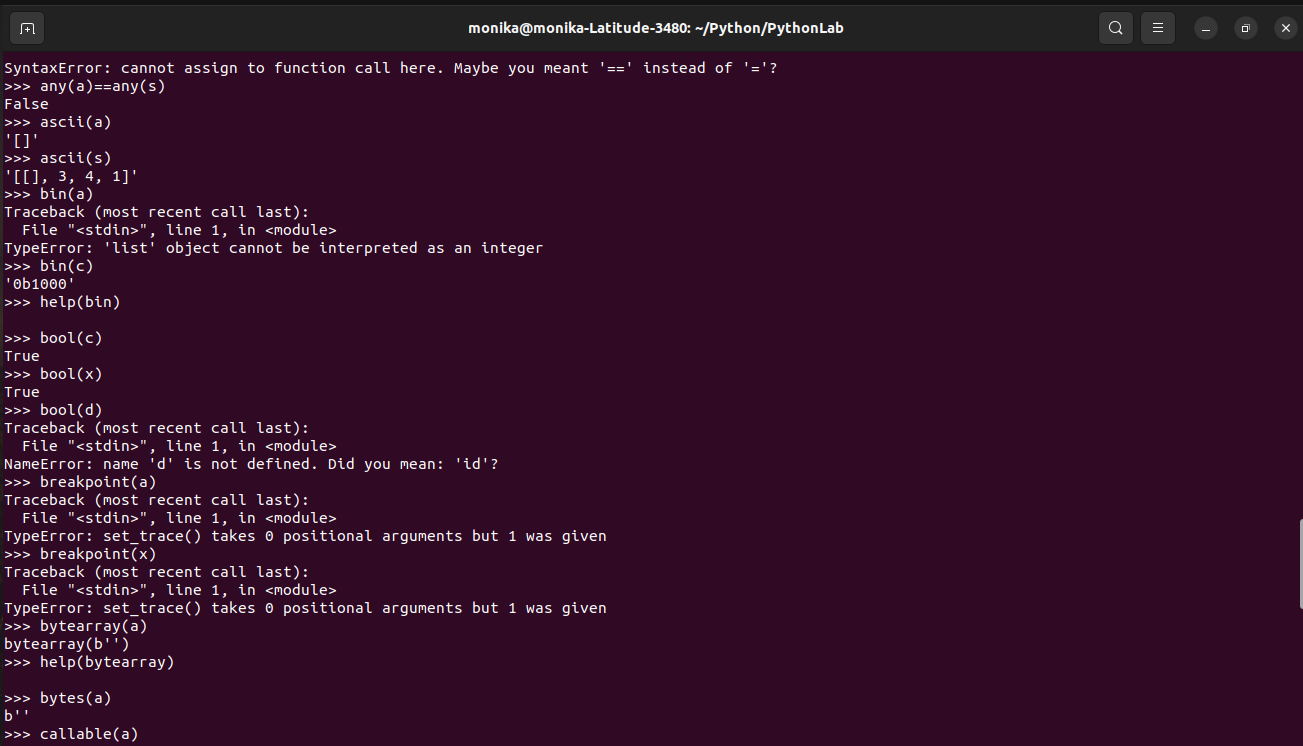 monika@monika-Latitude-3480: ~/Python/PythonLab
SyntaxError: cannot assign to function call here. Maybe you meant '==' instead of '='?
>>> any(a)==any(s)
False
>>> ascii(a)
'[]'
>>> ascii(s)
'[[], 3, 4, 1]'
>>> bin(a)
Traceback (most recent call last):
  File "<stdin>", line 1, in <module>
TypeError: 'list' object cannot be interpreted as an integer
>>> bin(c)
'0b1000'
>>> help(bin)

>>> bool(c)
True
>>> bool(x)
True
>>> bool(d)
Traceback (most recent call last):
  File "<stdin>", line 1, in <module>
NameError: name 'd' is not defined. Did you mean: 'id'?
>>> breakpoint(a)
Traceback (most recent call last):
  File "<stdin>", line 1, in <module>
TypeError: set_trace() takes 0 positional arguments but 1 was given
>>> breakpoint(x)
Traceback (most recent call last):
  File "<stdin>", line 1, in <module>
TypeError: set_trace() takes 0 positional arguments but 1 was given
>>> bytearray(a)
bytearray(b'')
>>> help(bytearray)

>>> bytes(a)
b''
>>> callable(a)